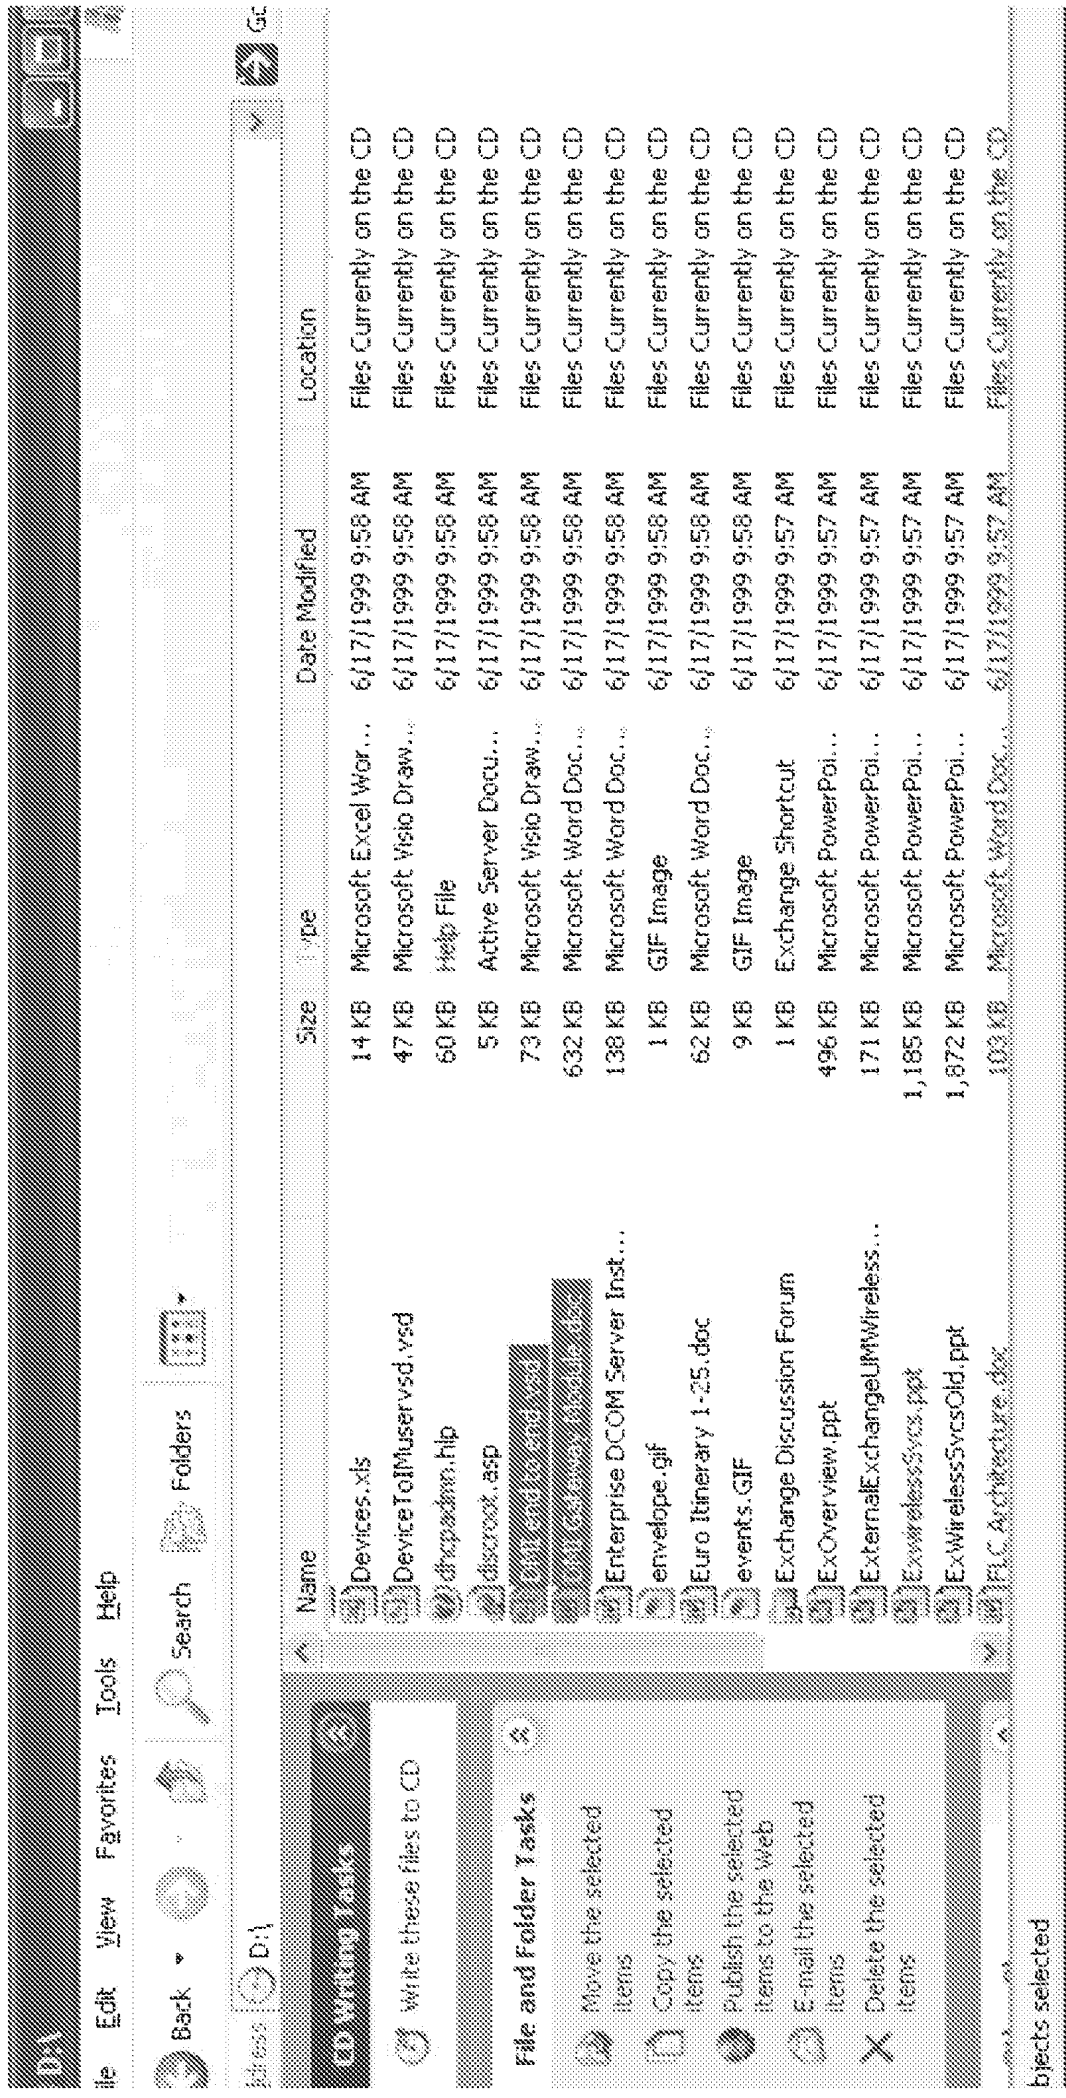 D:\
Edit View Favorites Tools Help
Back Search Folders
D:\
CD Writing Tasks
Write these files to CD
File and Folder Tasks
Move the selected
items
Copy the selected
items
Publish the selected
items to the Web
E-mail the selected
items
Delete the selected
items
Name Size Type Date Modified Location
Devices.xls 14 KB Microsoft Excel Wor... 6/17/1999 9:58 AM Files Currently on the CD
DeviceToIMuservsd.vsd 47 KB Microsoft Visio Draw... 6/17/1999 9:58 AM Files Currently on the CD
dhcpadmn.hlp 60 KB Help File 6/17/1999 9:58 AM Files Currently on the CD
discroot.asp 5 KB Active Server Docu... 6/17/1999 9:58 AM Files Currently on the CD
73 KB Microsoft Visio Draw... 6/17/1999 9:58 AM Files Currently on the CD
632 KB Microsoft Word Doc... 6/17/1999 9:58 AM Files Currently on the CD
Enterprise DCOM Server Inst... 138 KB Microsoft Word Doc... 6/17/1999 9:58 AM Files Currently on the CD
envelope.gif 1 KB GIF Image 6/17/1999 9:58 AM Files Currently on the CD
Euro Itinerary 1-25.doc 62 KB Microsoft Word Doc... 6/17/1999 9:58 AM Files Currently on the CD
events.GIF 9 KB GIF Image 6/17/1999 9:58 AM Files Currently on the CD
Exchange Discussion Forum 1 KB Exchange Shortcut 6/17/1999 9:57 AM Files Currently on the CD
ExOverview.ppt 496 KB Microsoft PowerPoi... 6/17/1999 9:57 AM Files Currently on the CD
ExternalExchangeUMWireless... 171 KB Microsoft PowerPoi... 6/17/1999 9:57 AM Files Currently on the CD
ExwirelessSvcs.ppt 1,185 KB Microsoft PowerPoi... 6/17/1999 9:57 AM Files Currently on the CD
ExWirelessSvcsOld.ppt 1,872 KB Microsoft PowerPoi... 6/17/1999 9:57 AM Files Currently on the CD
FLC Architecture.doc 103 KB Microsoft Word Doc... 6/17/1999 9:57 AM Files Currently on the CD
bjects selected